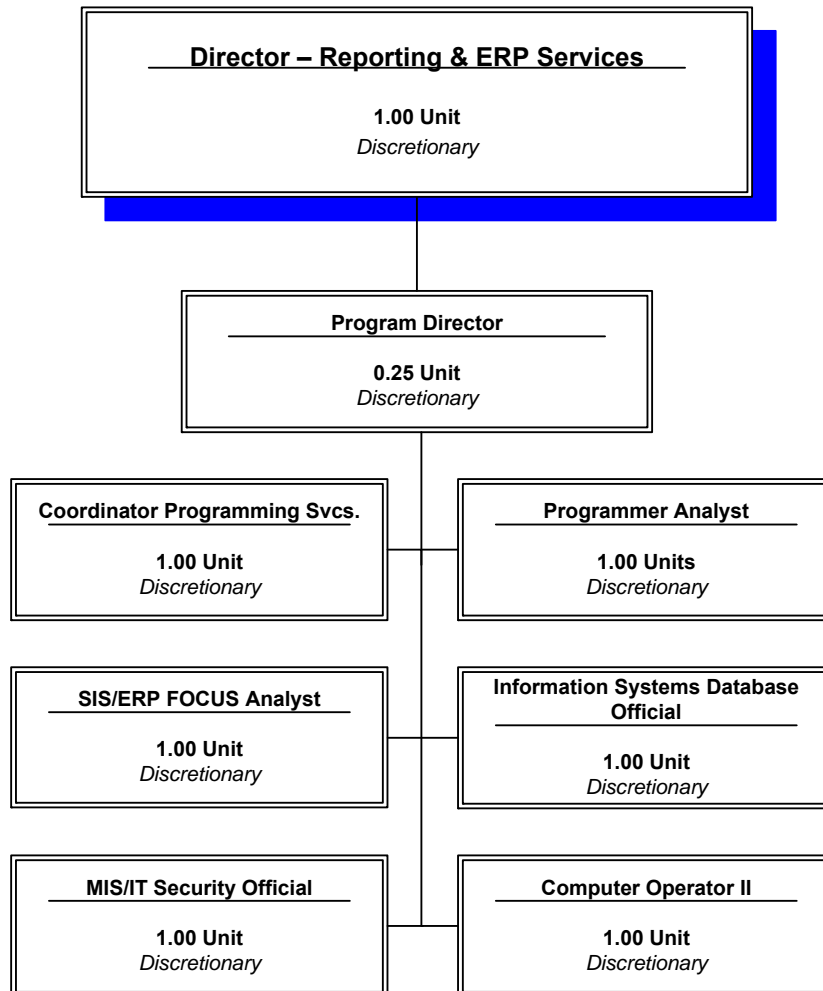 Director – Reporting & ERP Services
1.00 Unit
Discretionary
Program Director
0.25 Unit
Discretionary
Coordinator Programming Svcs.
1.00 Unit
Discretionary
Programmer Analyst
1.00 Units
Discretionary
SIS/ERP FOCUS Analyst
1.00 Unit
Discretionary
Information Systems Database
Official
1.00 Unit
Discretionary
MIS/IT Security Official
1.00 Unit
Discretionary
Computer Operator II
1.00 Unit
Discretionary